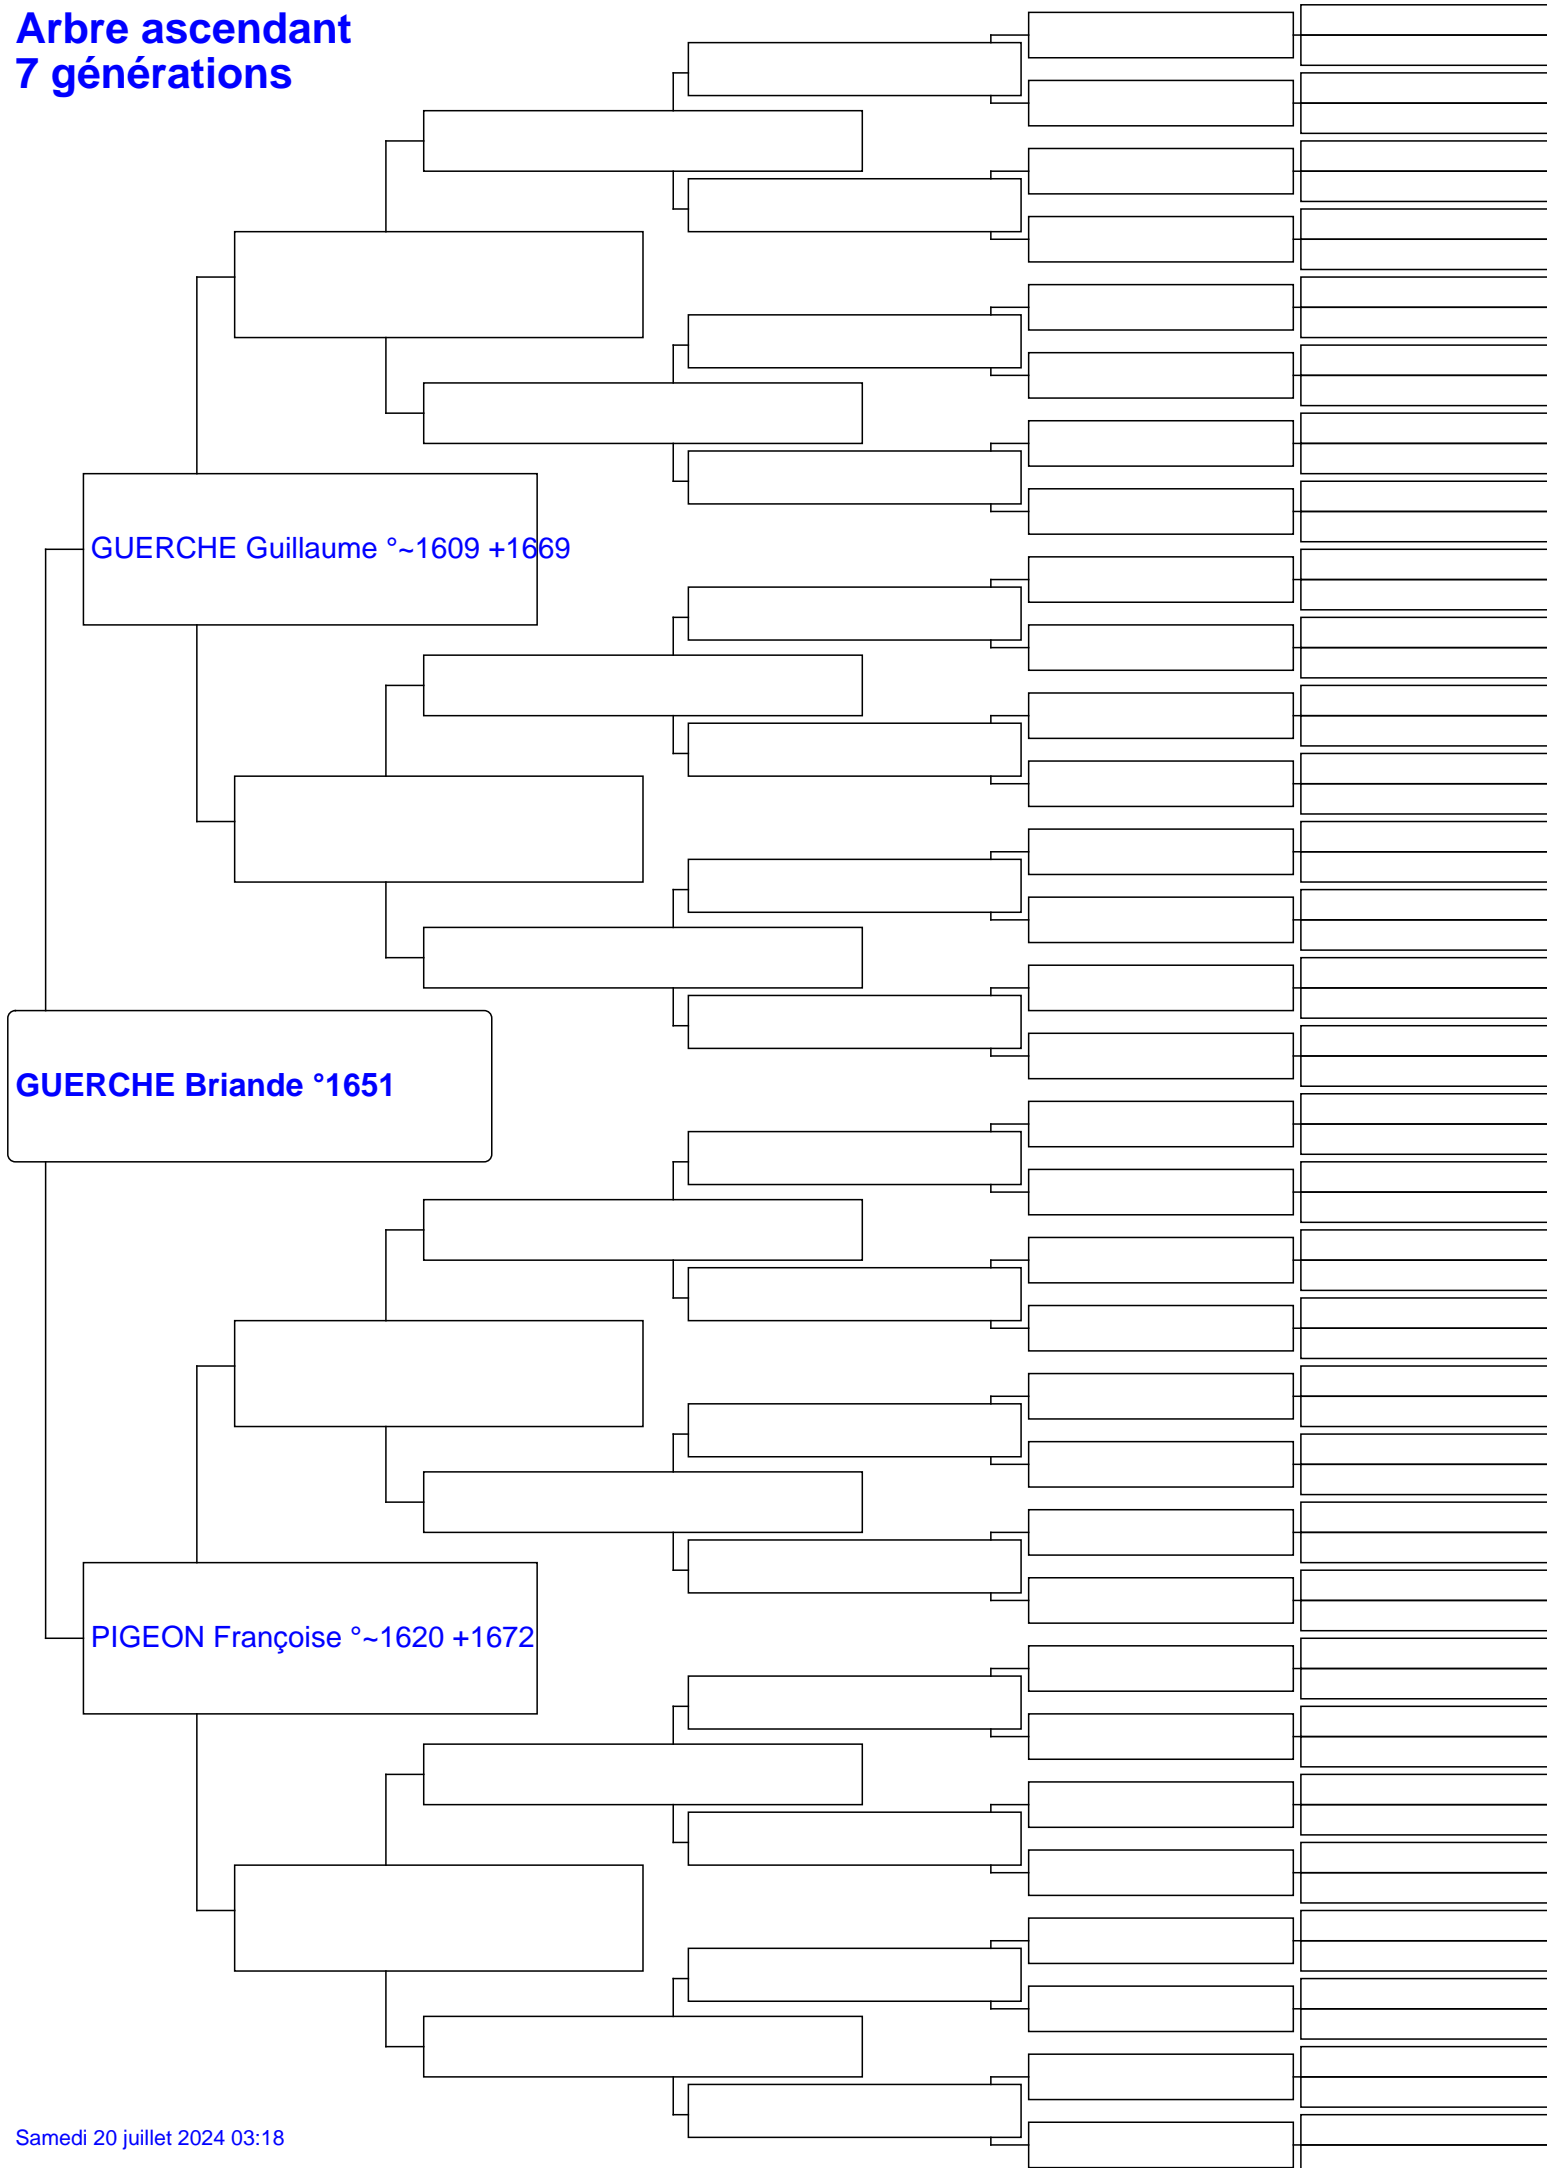 Arbre ascendant
7 générations
GUERCHE Guillaume °~1609 +1669
GUERCHE Briande °1651
PIGEON Françoise °~1620 +1672
Samedi 20 juillet 2024 03:18